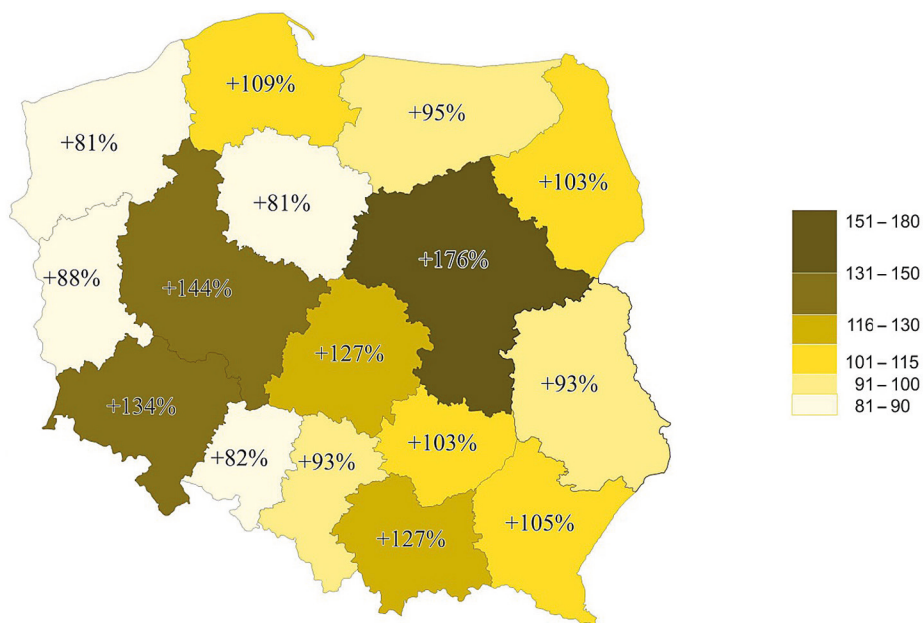 +109%
+95%
+81%
+103%
+81%
+176%
+88%
+144%
+127%
+93%
+134%
+103%
+82%
+93%
+105%
+127%
151 – 180
131 – 150
116 – 130
101 – 115
91 – 100
81 – 90